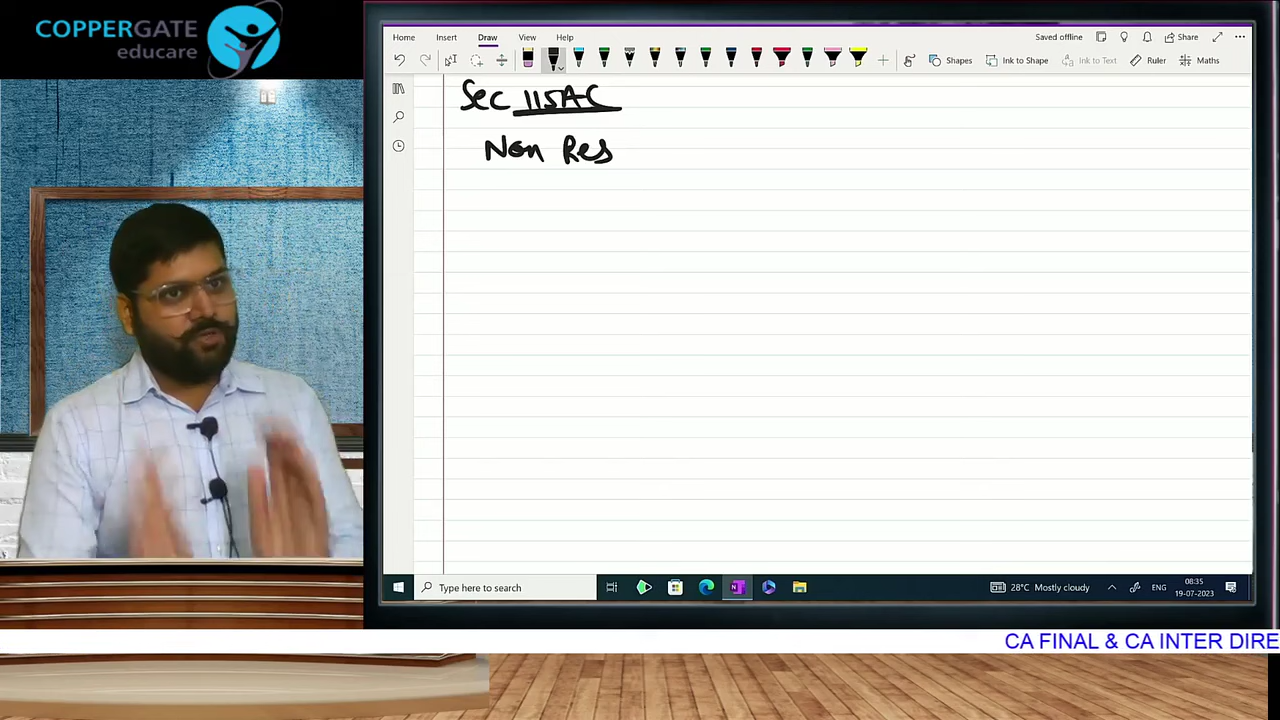 COPPERGATE
educare
Home Insert Draw View Help
Saved offline
Share
Shapes
Ink to Shape
Ink to Text
Ruler
Maths
Sec 115AC
Non Res
Type here to search
28°C Mostly cloudy
ENG
08:35
19-07-2023
CA FINAL & CA INTER DIRE